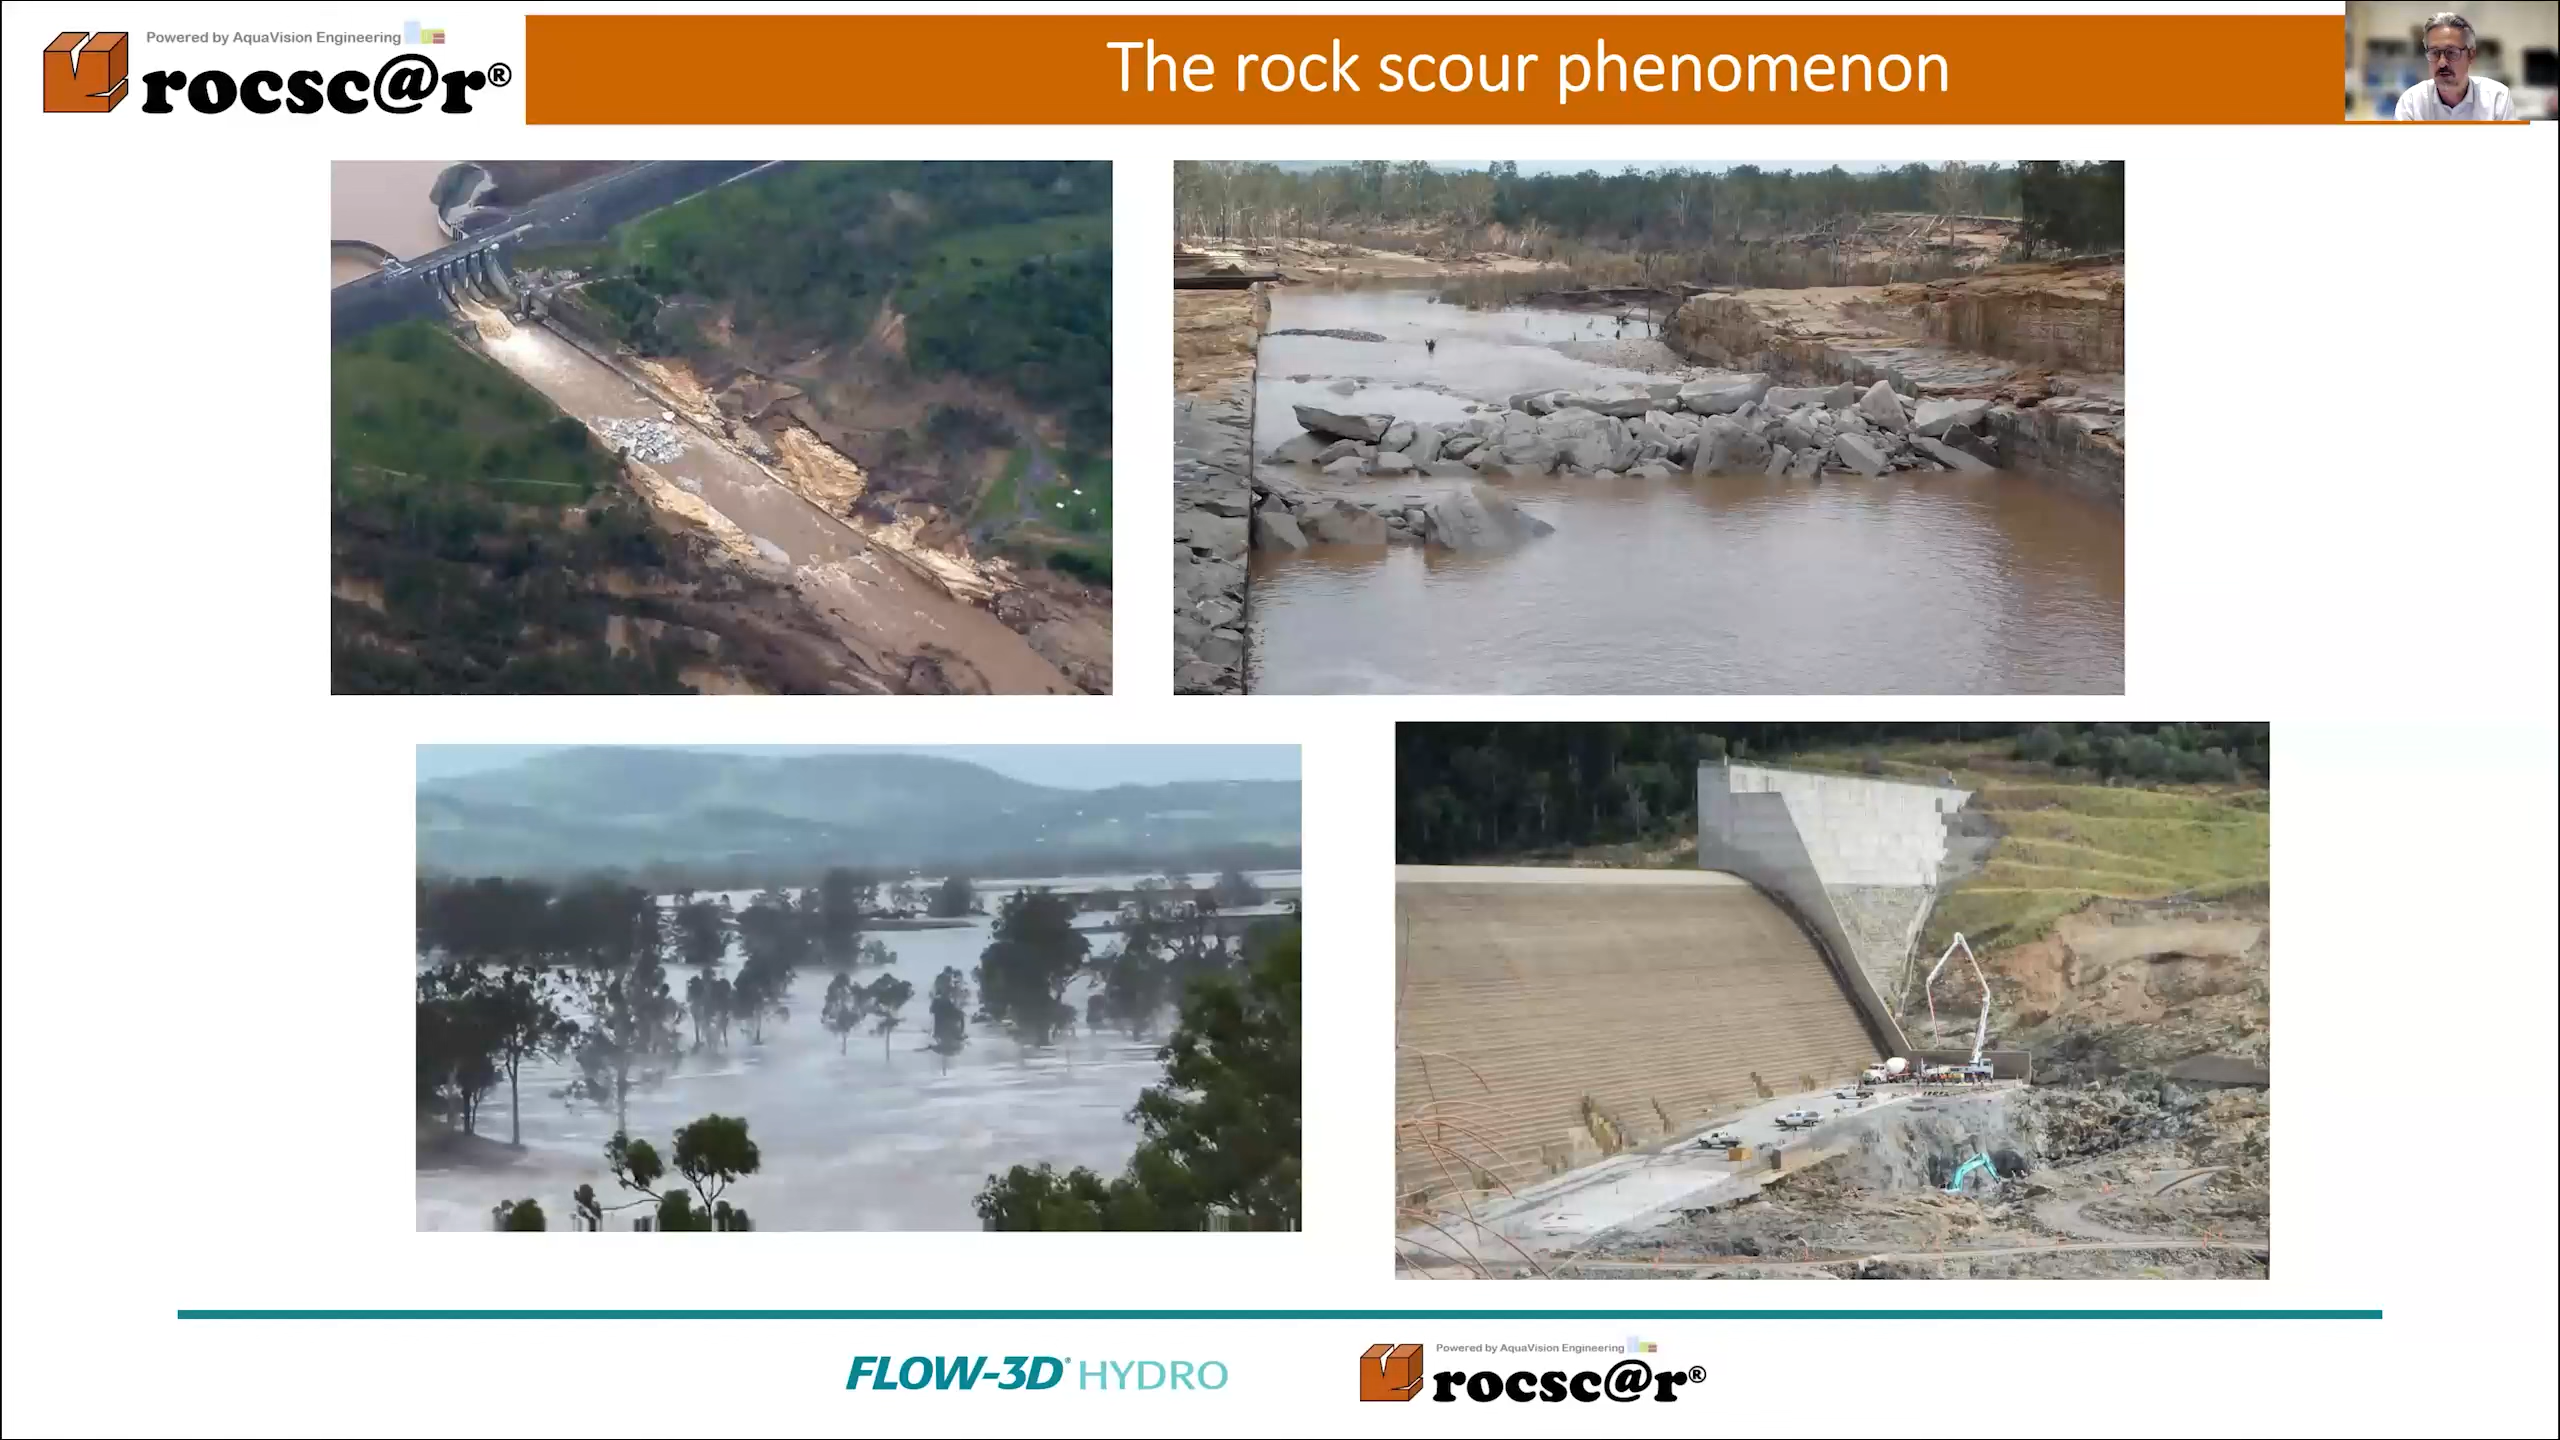 Powered by AquaVision Engineering
rocsc@r®
The rock scour phenomenon
FLOW-3D® HYDRO
Powered by AquaVision Engineering
rocsc@r®